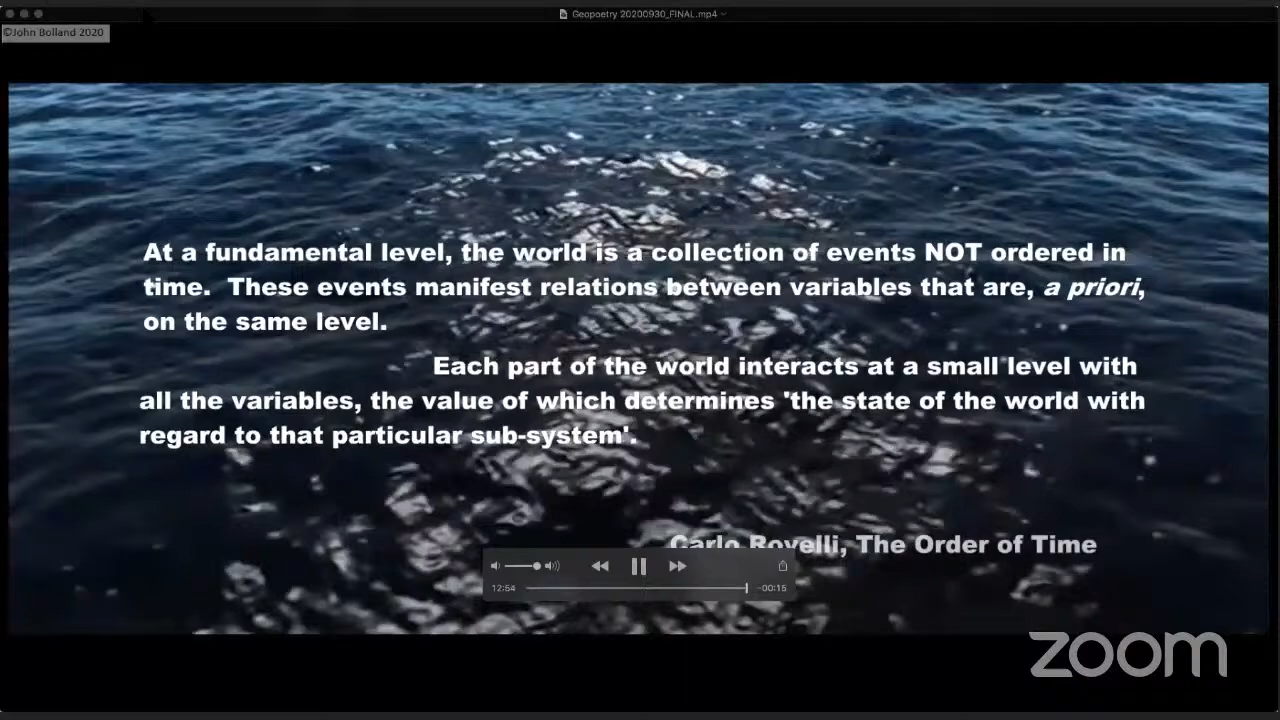 Geopoetry 20200930_FINAL.mp4
©John Bolland 2020
At a fundamental level, the world is a collection of events NOT ordered in
time. These events manifest relations between variables that are, a priori,
on the same level.
Each part of the world interacts at a small level with
all the variables, the value of which determines 'the state of the world with
regard to that particular sub-system'.
Carlo Rovelli, The Order of Time
12:54 -00:15
zoom